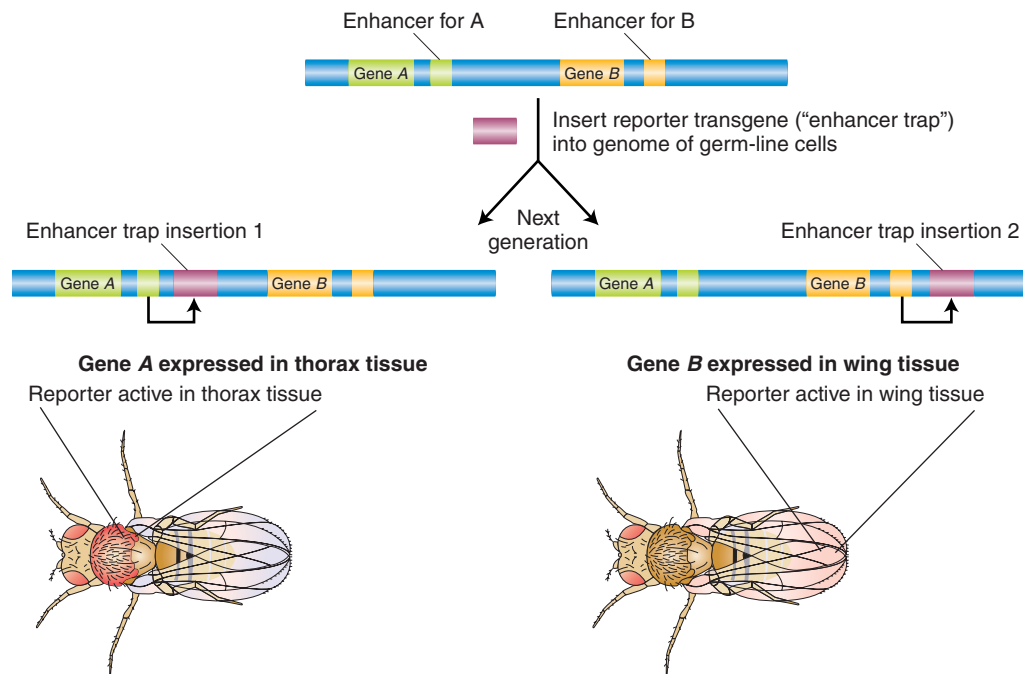 Enhancer for A
Enhancer for B
Gene A
Gene B
Insert reporter transgene (“enhancer trap”)
into genome of germ-line cells
Next
generation
Enhancer trap insertion 1
Gene A
Gene B
Enhancer trap insertion 2
Gene A
Gene B
Gene A expressed in thorax tissue
Reporter active in thorax tissue
Gene B expressed in wing tissue
Reporter active in wing tissue